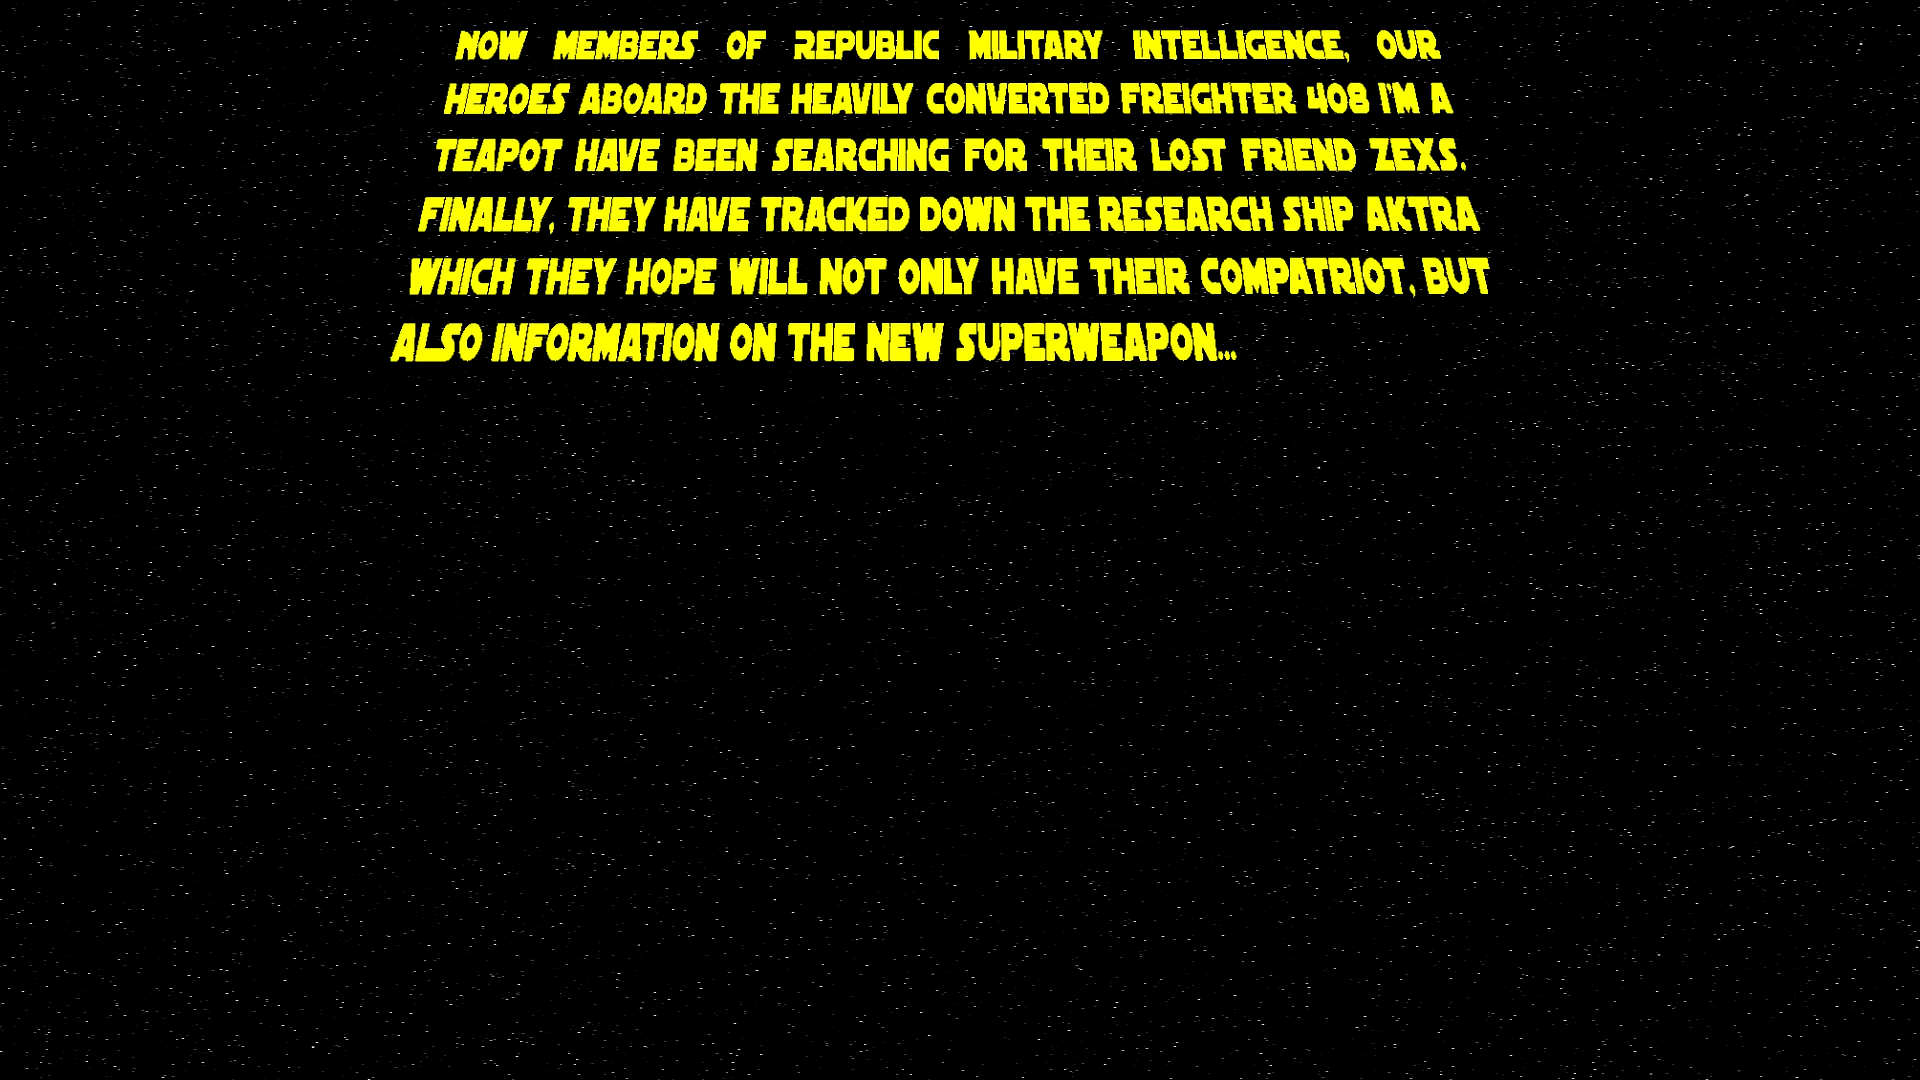 NOW MEMBERS OF REPUBLIC MILITARY INTELLIGENCE, OUR
HEROES ABOARD THE HEAVILY CONVERTED FREIGHTER 408 I'M A
TEAPOT HAVE BEEN SEARCHING FOR THEIR LOST FRIEND ZEXS.
FINALLY, THEY HAVE TRACKED DOWN THE RESEARCH SHIP AKTRA
WHICH THEY HOPE WILL NOT ONLY HAVE THEIR COMPATRIOT, BUT
ALSO INFORMATION ON THE NEW SUPERWEAPON...